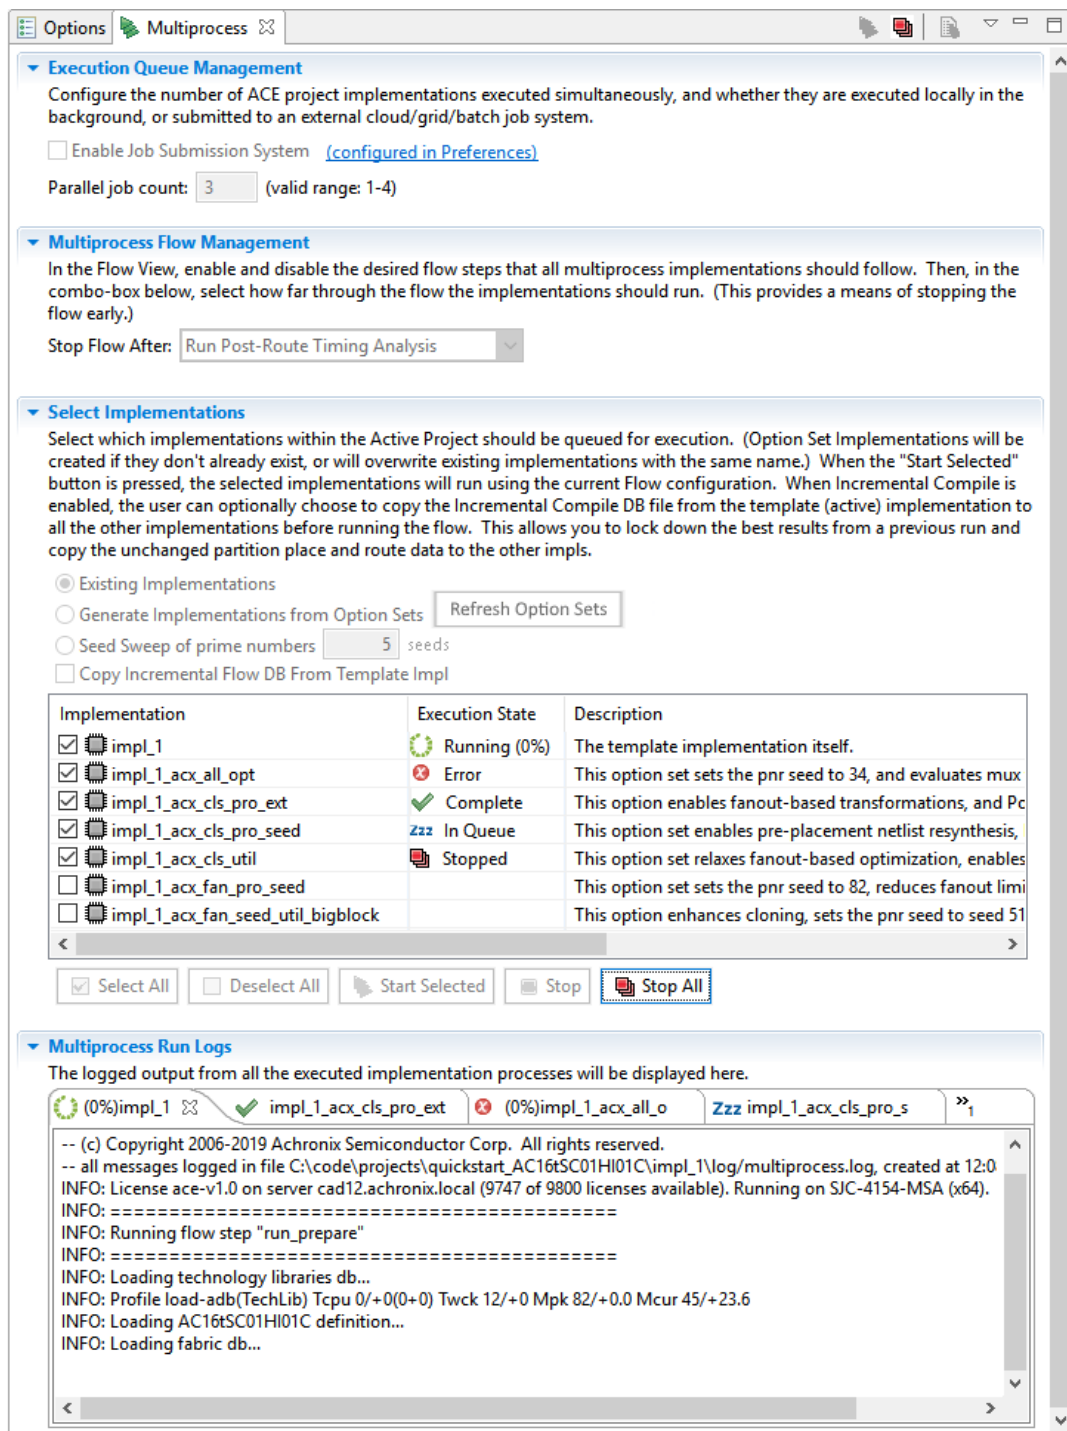 Options Multiprocess
Execution Queue Management
Configure the number of ACE project implementations executed simultaneously, and whether they are executed locally in the
background, or submitted to an external cloud/grid/batch job system.
Enable Job Submission System (configured in Preferences)
Parallel job count: 3 (valid range: 1-4)
Multiprocess Flow Management
In the Flow View, enable and disable the desired flow steps that all multiprocess implementations should follow. Then, in the
combo-box below, select how far through the flow the implementations should run. (This provides a means of stopping the
flow early.)
Stop Flow After: Run Post-Route Timing Analysis
Select Implementations
Select which implementations within the Active Project should be queued for execution. (Option Set Implementations will be
created if they don't already exist, or will overwrite existing implementations with the same name.) When the "Start Selected"
button is pressed, the selected implementations will run using the current Flow configuration. When Incremental Compile is
enabled, the user can optionally choose to copy the Incremental Compile DB file from the template (active) implementation to
all the other implementations before running the flow. This allows you to lock down the best results from a previous run and
copy the unchanged partition place and route data to the other impls.
Existing Implementations
Generate Implementations from Option Sets Refresh Option Sets
Seed Sweep of prime numbers 5 seeds
Copy Incremental Flow DB From Template Impl
Implementation Execution State Description
impl_1 Running (0%) The template implementation itself.
impl_1_acx_all_opt Error This option set sets the pnr seed to 34, and evaluates mux
impl_1_acx_cls_pro_ext Complete This option enables fanout-based transformations, and Pc
impl_1_acx_cls_pro_seed Zzz In Queue This option set enables pre-placement netlist resynthesis,
impl_1_acx_cls_util Stopped This option set relaxes fanout-based optimization, enables
impl_1_acx_fan_pro_seed This option set sets the pnr seed to 82, reduces fanout limi
impl_1_acx_fan_seed_util_bigblock This option enhances cloning, sets the pnr seed to seed 51
Select All Deselect All Start Selected Stop Stop All
Multiprocess Run Logs
The logged output from all the executed implementation processes will be displayed here.
(0%)impl_1 impl_1_acx_cls_pro_ext (0%)impl_1_acx_all_o Zzz impl_1_acx_cls_pro_s »1
-- (c) Copyright 2006-2019 Achronix Semiconductor Corp. All rights reserved.
-- all messages logged in file C:\code\projects\quickstart_AC16tSC01HI01C\impl_1\log/multiprocess.log, created at 12:0
INFO: License ace-v1.0 on server cad12.achronix.local (9747 of 9800 licenses available). Running on SJC-4154-MSA (x64).
INFO: ============================================
INFO: Running flow step "run_prepare"
INFO: ============================================
INFO: Loading technology libraries db...
INFO: Profile load-adb(TechLib) Tcpu 0/+0(0+0) Twck 12/+0 Mpk 82/+0.0 Mcur 45/+23.6
INFO: Loading AC16tSC01HI01C definition...
INFO: Loading fabric db...